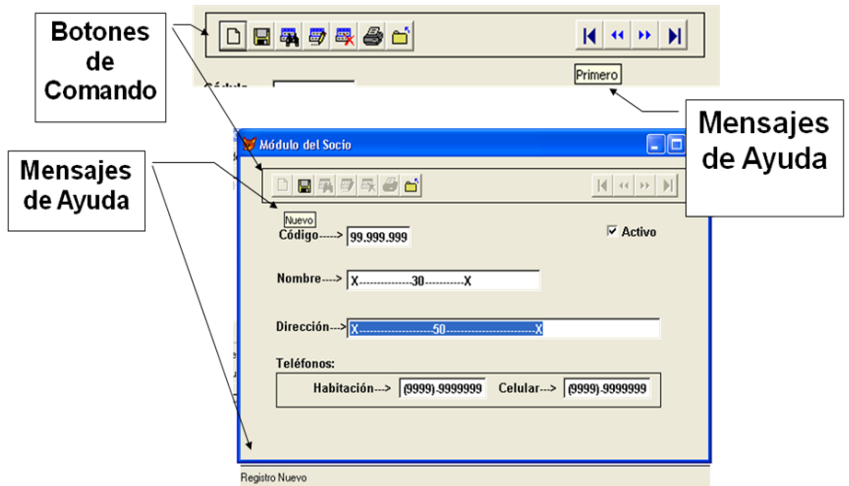 Botones
de
Comando
Primero
Mensajes
de Ayuda
Mensajes
de Ayuda
Módulo del Socio
Nuevo
Código-----> 99.999.999
Activo
Nombre----> X---------------30-----------X
Dirección---> X---------------------50-------------------------X
Teléfonos:
Habitación---> (9999)-9999999 Celular---> (9999)-9999999
Registro Nuevo